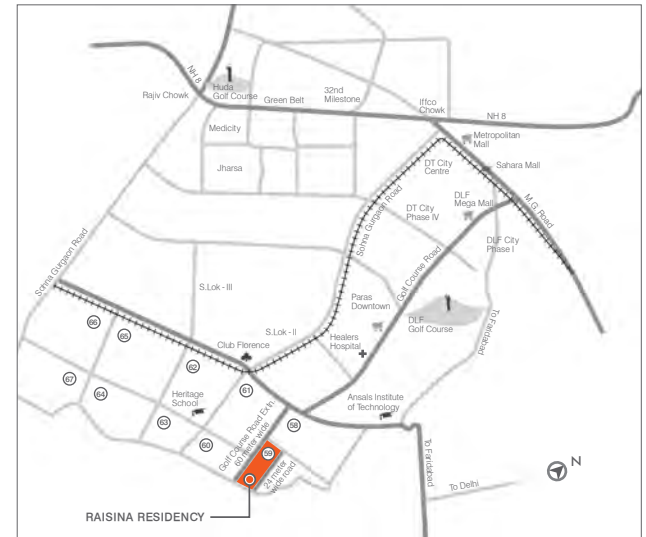 NH 8
Rajiv Chowk
Huda
Golf Course
Green Belt
32nd
Milestone
Iffco
Chowk
NH 8
Medicity
Metropolitan
Mall
Jharsa
DT City
Centre
Sahara Mall
Sohna Gurgaon Road
DLF
Mega Mall
M.G. Road
DT City
Phase IV
DLF City
Phase I
Sohna Gurgaon Road
Golf Course Road
S.Lok - III
Paras
Downtown
DLF
Golf Course
To Faridabad
66
65
S.Lok - II
Club Florence
Healers
Hospital
62
67
64
61
Heritage
School
Ansals Institute
of Technology
63
60
Golf Course Road Extn.
60 meter wide
58
59
24 meter
wide road
To Faridabad
To Delhi
N
RAISINA RESIDENCY